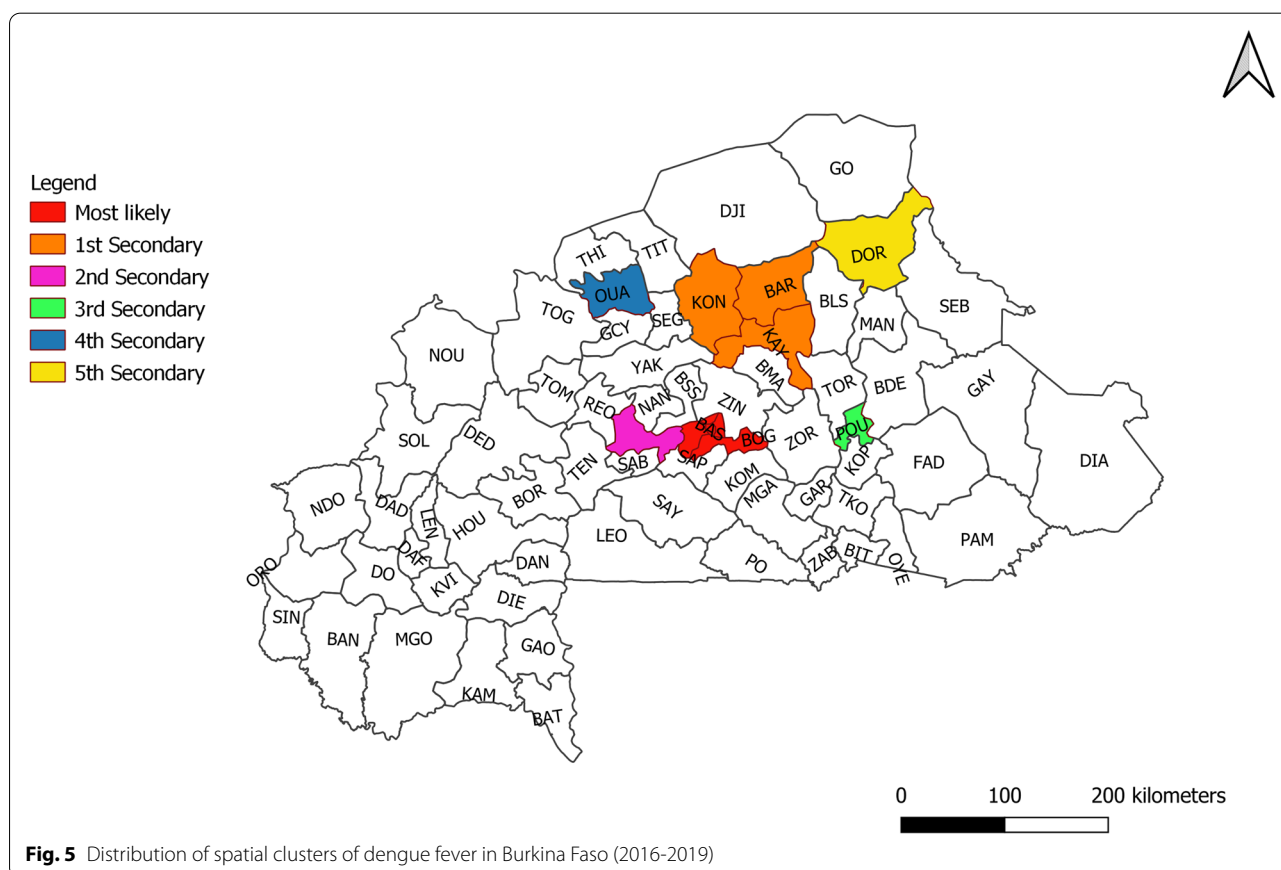 Legend
Most likely
1st Secondary
2nd Secondary
3rd Secondary
4th Secondary
5th Secondary
GO
DJI
DOR
THI
TIT
OUA
KON
BAR
BLS
MAN
SEB
TOG
GCY
SEG
KAY
NOU
YAK
BMA
TOM
BSS
TOR
BDE
GAY
REO
NAN
ZIN
SOL
DED
BAS
BOG
ZOR
POU
KOP
FAD
DIA
TEN
SAB
SAP
KOM
NDO
DAD
LEN
HOU
BOR
SAY
MGA
GAR
TKO
LEO
PAM
ORO
DO
DAF
KVI
DAN
PO
ZAB
BIT
OYE
DIE
SIN
BAN
MGO
GAO
KAM
BAT
0 100 200 kilometers
Fig. 5 Distribution of spatial clusters of dengue fever in Burkina Faso (2016-2019)